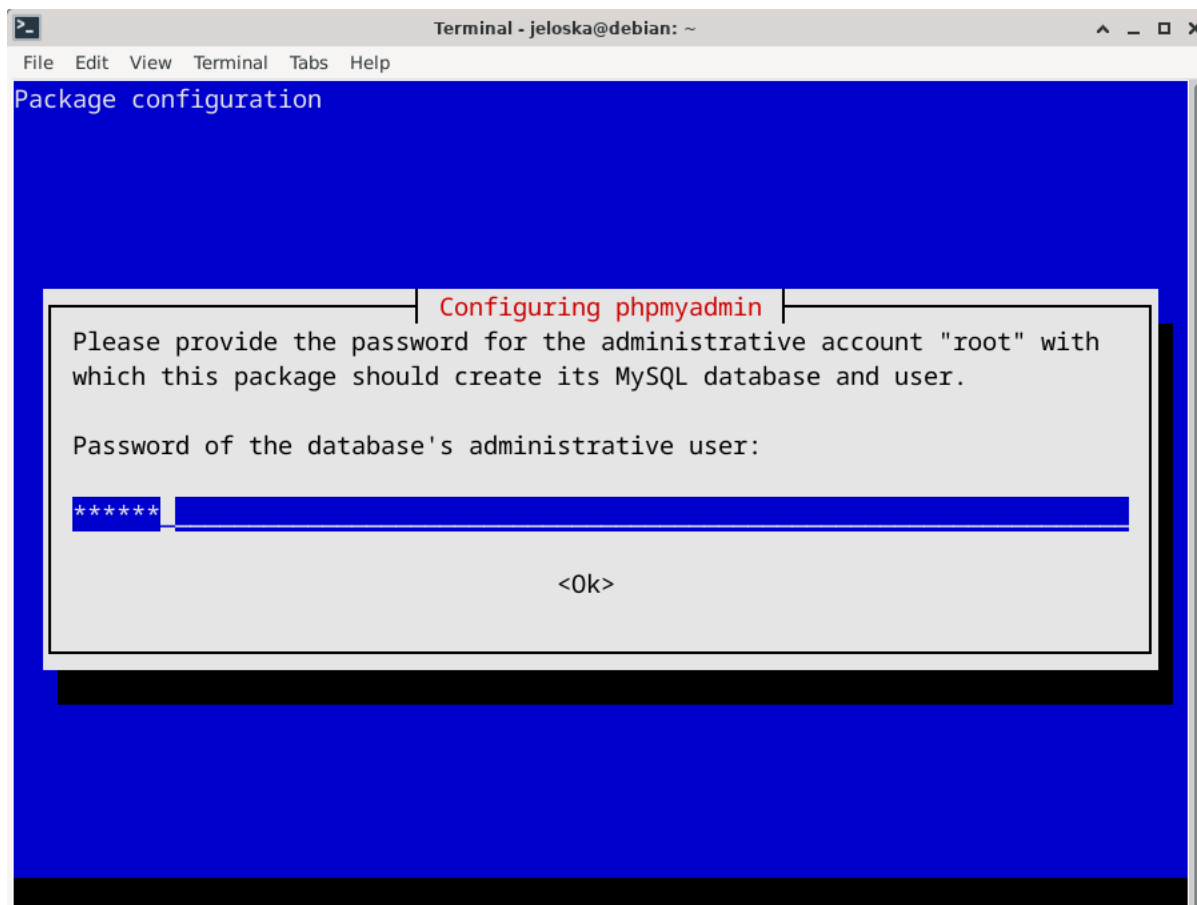 Terminal - jeloska@debian: ~
File Edit View Terminal Tabs Help
Package configuration
Configuring phpmyadmin
Please provide the password for the administrative account "root" with
which this package should create its MySQL database and user.
Password of the database's administrative user:
******
<Ok>